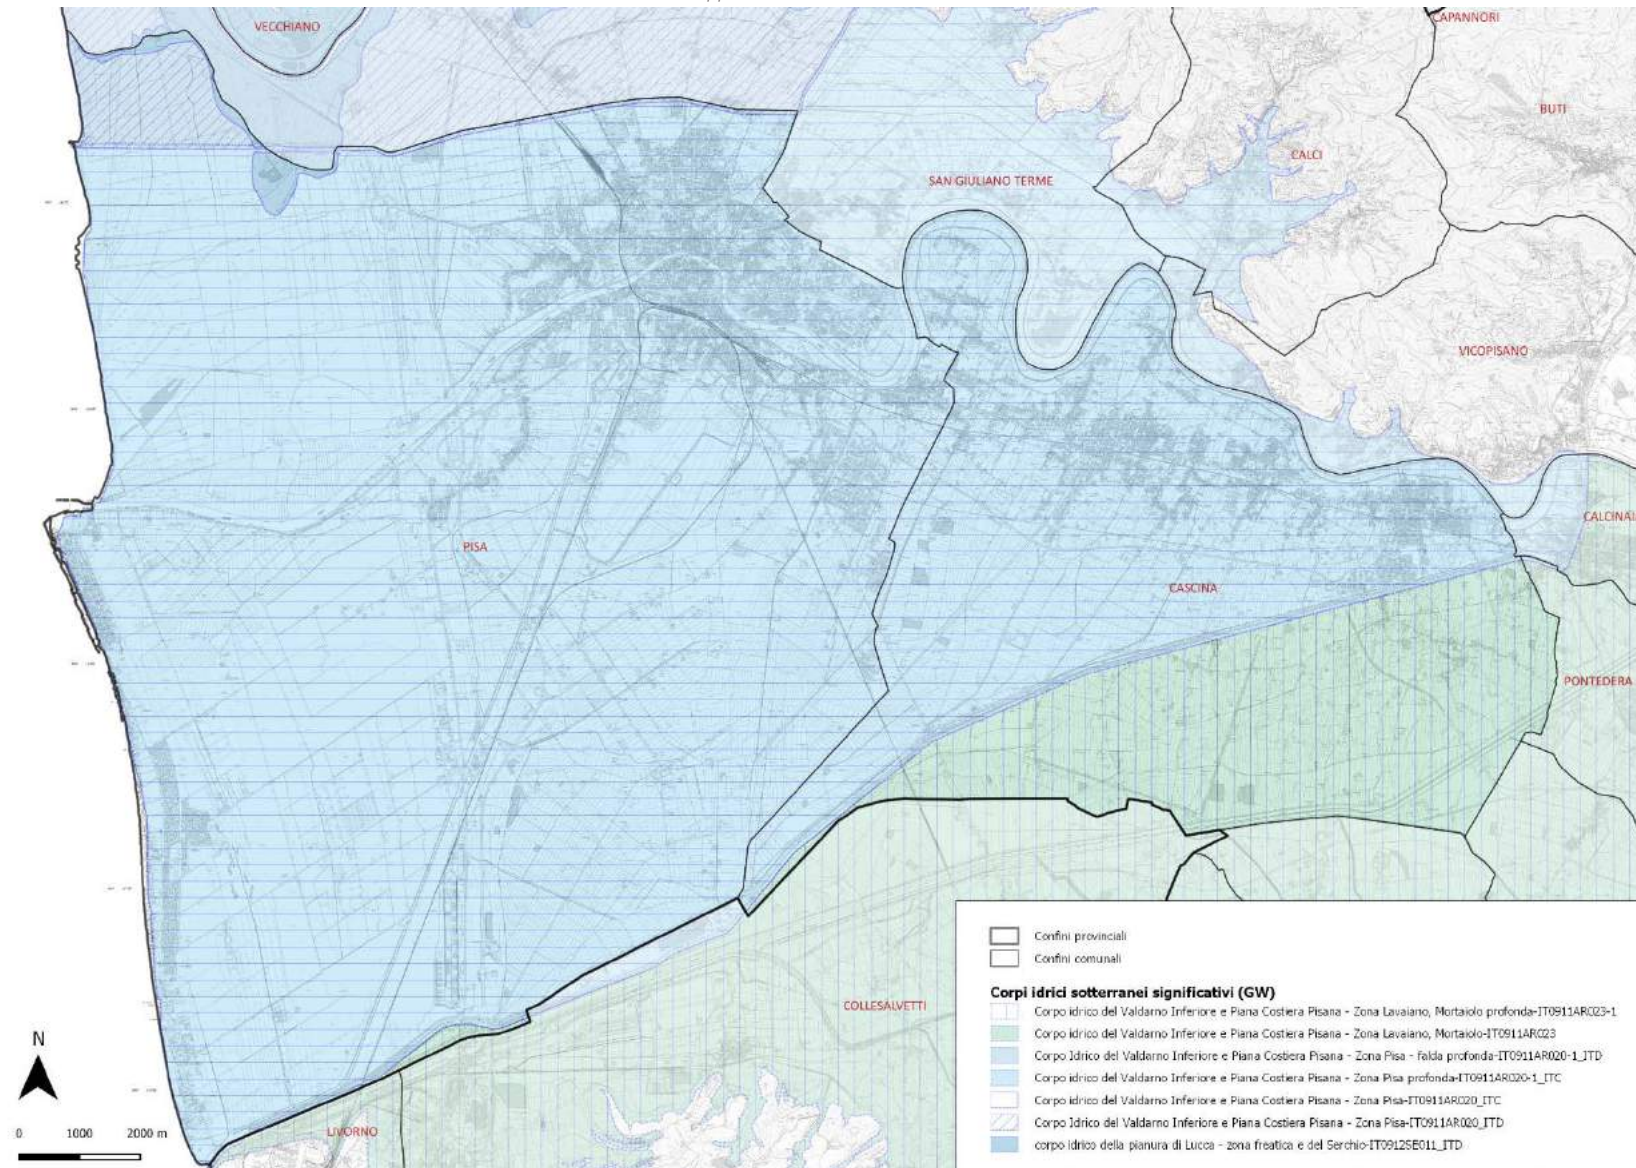 CAPANNORI
VECCHIANO
BUTI
CALCI
SAN GIULIANO TERME
VICOPISANO
CALCINAI
PISA
CASCINA
PONTEDERA
COLLESALVETTI
LIVORNO
N
0 1000 2000 m
Confini provinciali
Confini comunali
Corpi idrici sotterranei significativi (GW)
Corpo idrico del Valdarno Inferiore e Piana Costiera Pisana - Zona Lavaiano, Mortaiolo profonda-IT0911AR023-1
Corpo idrico del Valdarno Inferiore e Piana Costiera Pisana - Zona Lavaiano, Mortaiolo-IT0911AR023
Corpo Idrico del Valdarno Inferiore e Piana Costiera Pisana - Zona Pisa - Falda profonda-IT0911AR020-1_ITD
Corpo idrico del Valdarno Inferiore e Piana Costiera Pisana - Zona Pisa profonda-IT0911AR020-1_ITC
Corpo idrico del Valdarno Inferiore e Piana Costiera Pisana - Zona Pisa-IT0911AR020_ITC
Corpo Idrico del Valdarno Inferiore e Piana Costiera Pisana - Zona Pisa-IT0911AR020_ITD
corpo idrico della pianura di Lucca - zona freatica e del Serchio-IT0912SE011_ITD